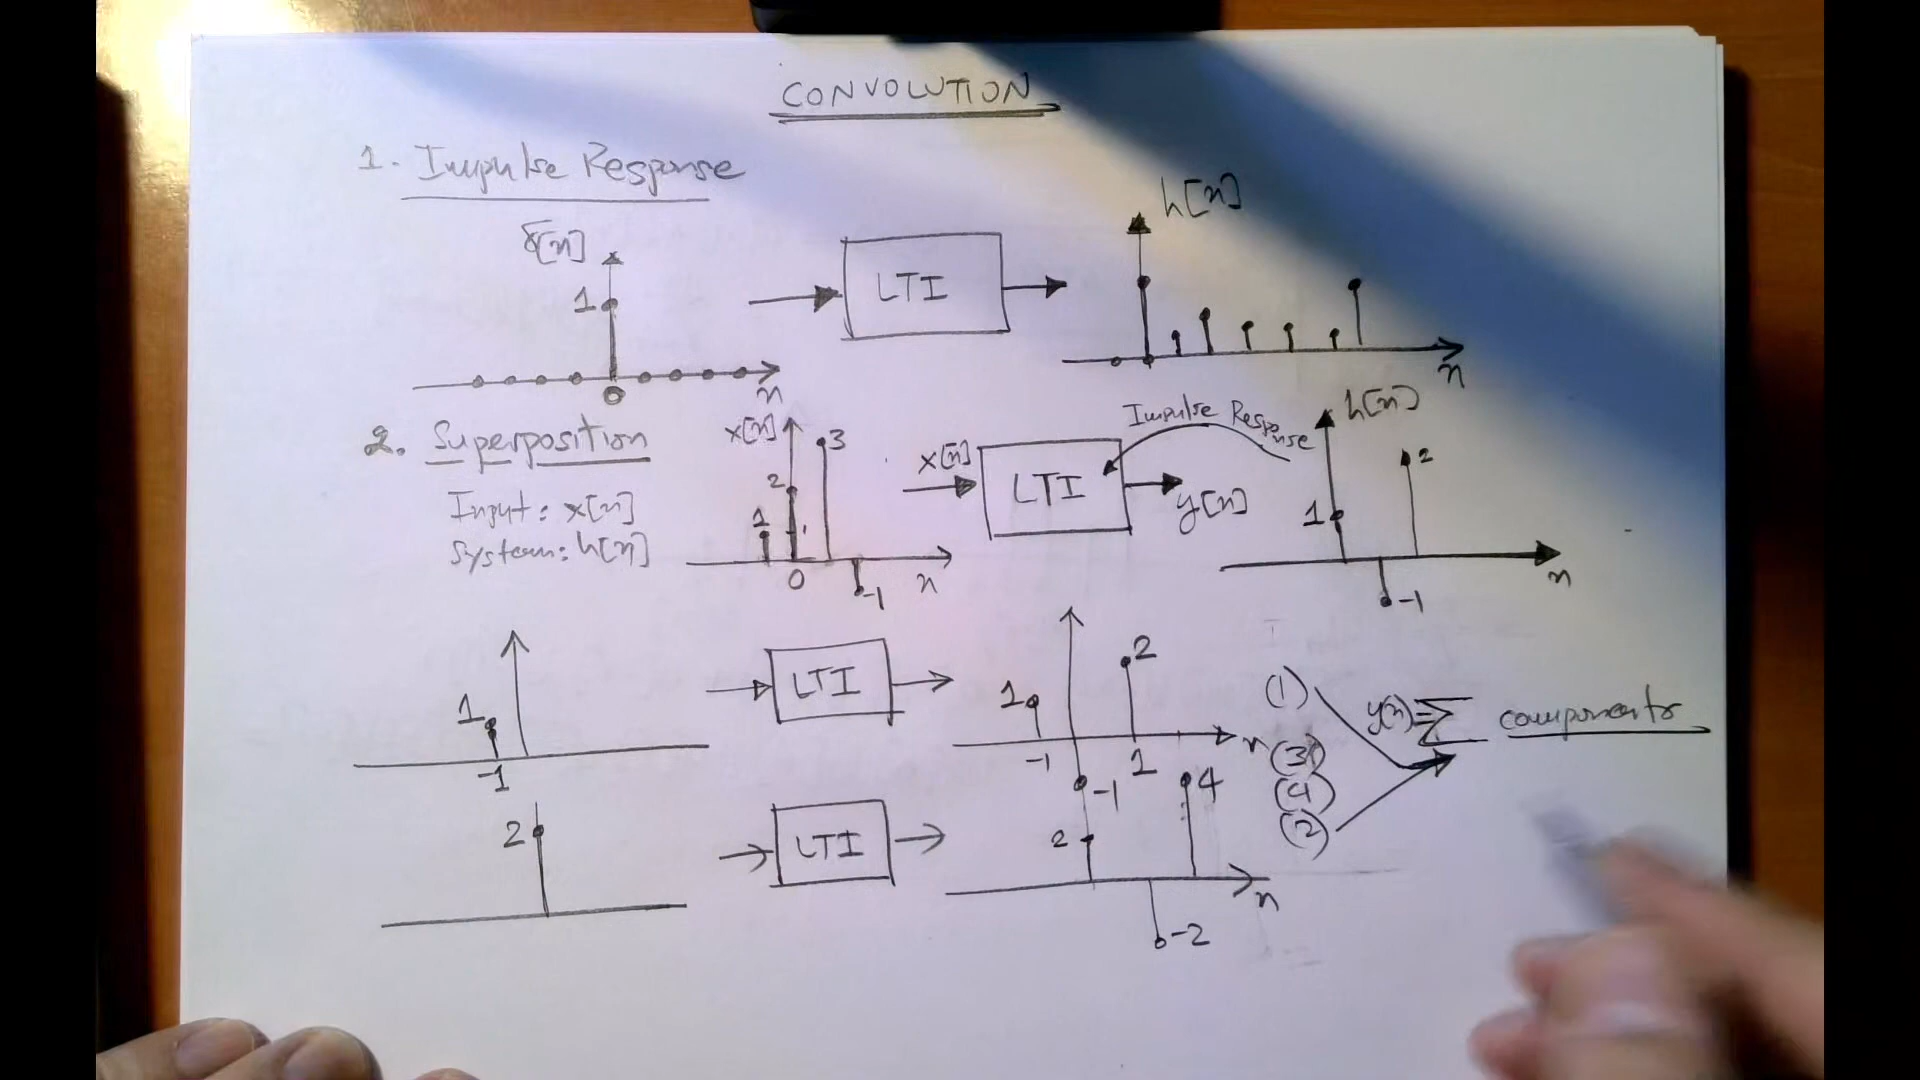 CONVOLUTION
1. Impulse Response
δ[n]
1
0
n
LTI
h[n]
n
2. Superposition
Input: x[n]
System: h[n]
x[n]
1
2
3
-1
0
n
x[n]
LTI
y[n]
Impulse Response
h[n]
1
-1
2
n
1
-1
LTI
1
-1
2
-1
1
n
(1)
(3)
(4)
(2)
y[n]=∑ components
2
LTI
2
-2
4
n